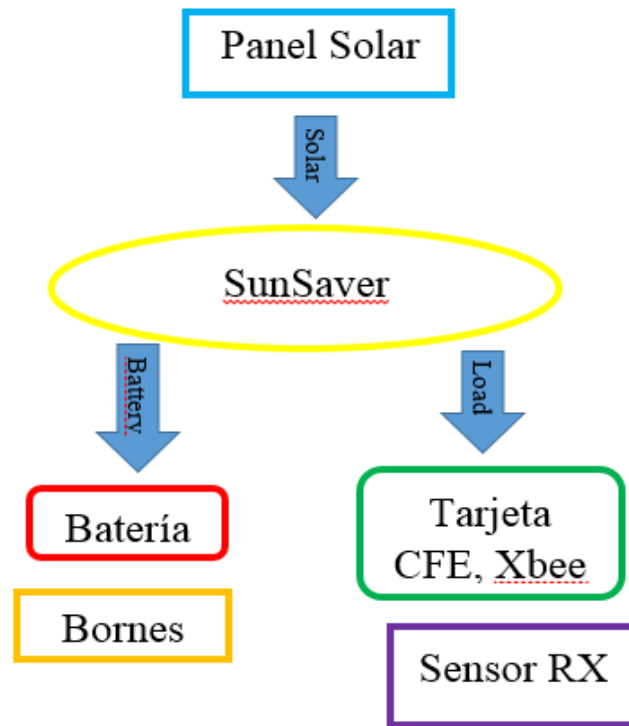 Panel Solar
Solar
SunSaver
Battery
Load
Batería
Tarjeta
CFE, Xbee
Bornes
Sensor RX